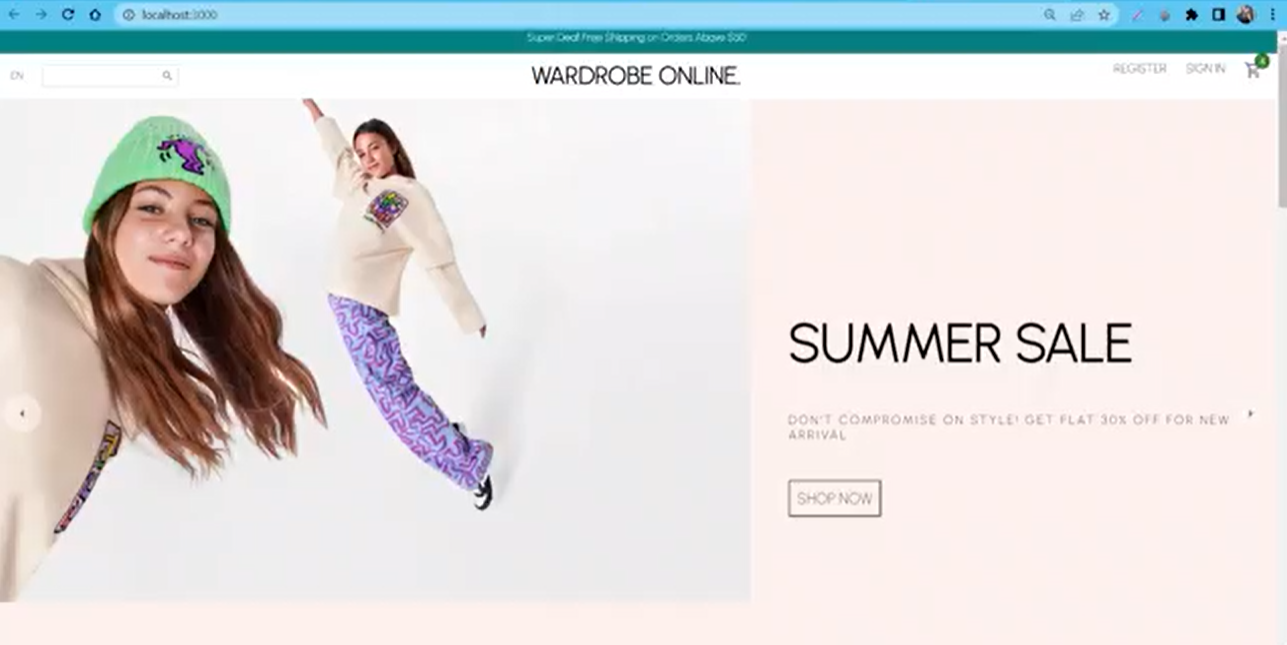 localhost:3000
Super Deal! Free Shipping on Orders Above $50
EN
WARDROBE ONLINE.
REGISTER SIGN IN 4
SUMMER SALE
DON'T COMPROMISE ON STYLE! GET FLAT 30% OFF FOR NEW
ARRIVAL
SHOP NOW